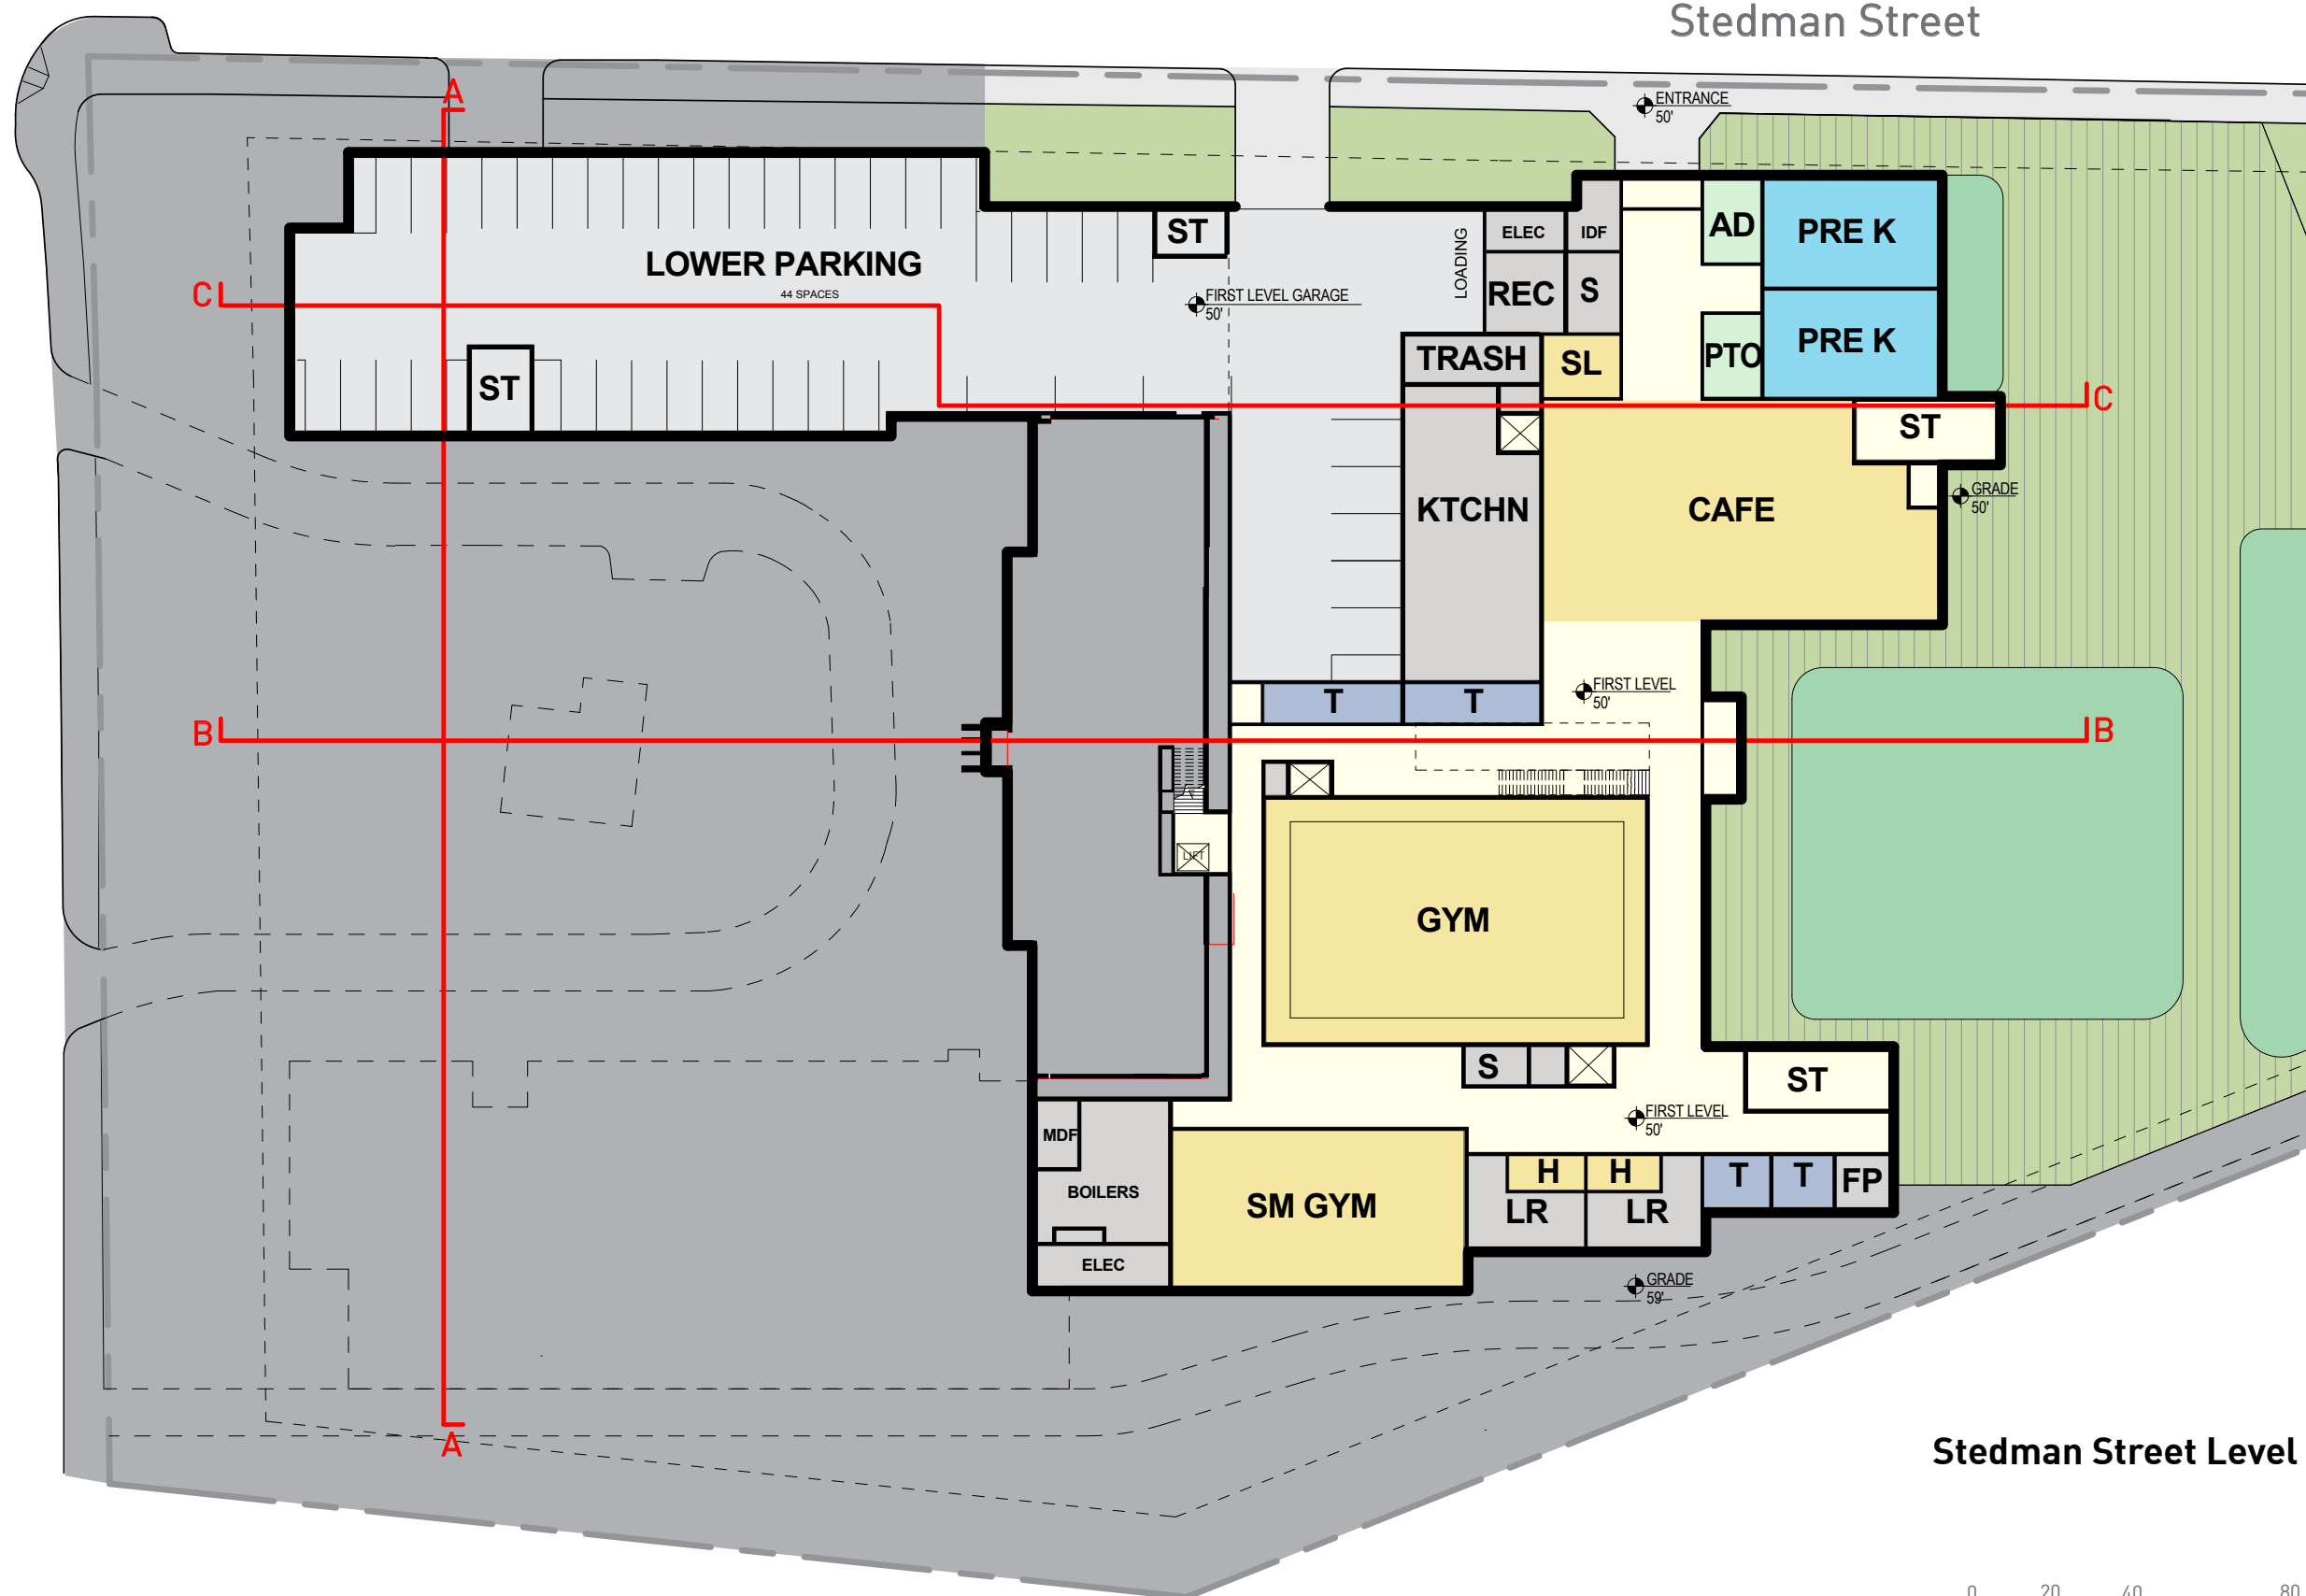 Stedman Street
A
ENTRANCE
50'
ST
ELEC
IDF
AD
PRE K
LOADING
LOWER PARKING
44 SPACES
C
FIRST LEVEL GARAGE
50'
REC
S
PTO
PRE K
TRASH
SL
ST
C
ST
KTCHN
CAFE
GRADE
50'
T
T
FIRST LEVEL
50'
B
B
LIFT
GYM
S
ST
FIRST LEVEL
50'
MDF
BOILERS
SM GYM
H
H
LR
LR
T
T
FP
ELEC
GRADE
59'
A
Stedman Street Level
0
20
40
80